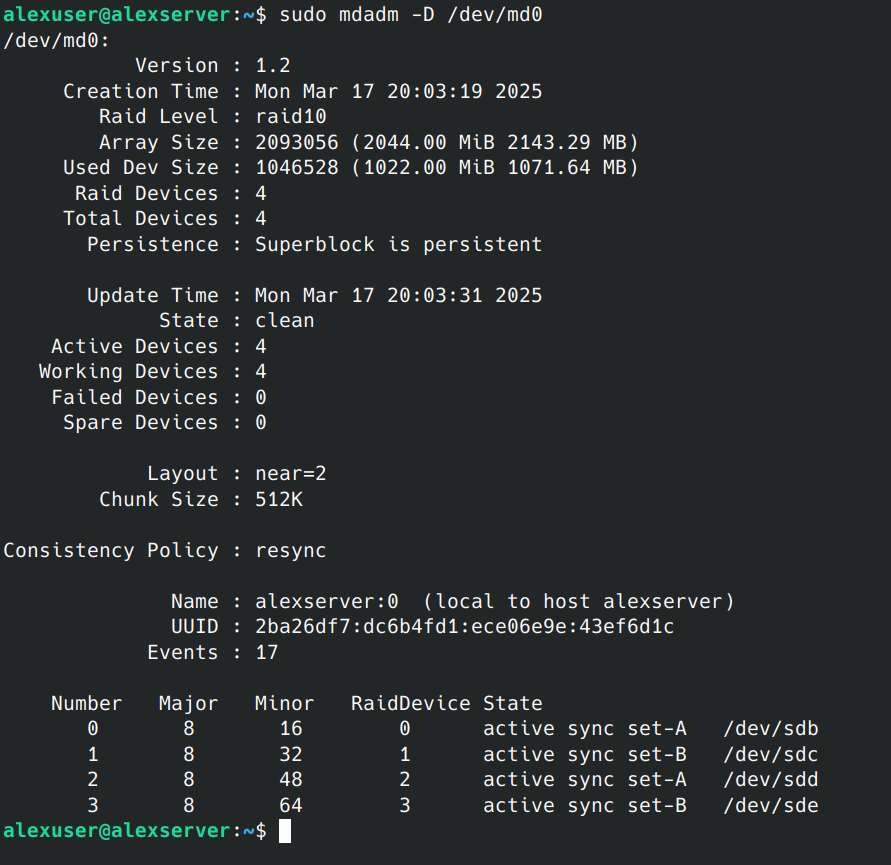 alexuser@alexserver:~$ sudo mdadm -D /dev/md0
/dev/md0:
           Version : 1.2
     Creation Time : Mon Mar 17 20:03:19 2025
        Raid Level : raid10
        Array Size : 2093056 (2044.00 MiB 2143.29 MB)
     Used Dev Size : 1046528 (1022.00 MiB 1071.64 MB)
      Raid Devices : 4
     Total Devices : 4
       Persistence : Superblock is persistent

       Update Time : Mon Mar 17 20:03:31 2025
             State : clean
    Active Devices : 4
   Working Devices : 4
    Failed Devices : 0
     Spare Devices : 0

            Layout : near=2
        Chunk Size : 512K

Consistency Policy : resync

              Name : alexserver:0  (local to host alexserver)
              UUID : 2ba26df7:dc6b4fd1:ece06e9e:43ef6d1c
            Events : 17

    Number   Major   Minor   RaidDevice State
       0       8       16        0      active sync set-A   /dev/sdb
       1       8       32        1      active sync set-B   /dev/sdc
       2       8       48        2      active sync set-A   /dev/sdd
       3       8       64        3      active sync set-B   /dev/sde
alexuser@alexserver:~$